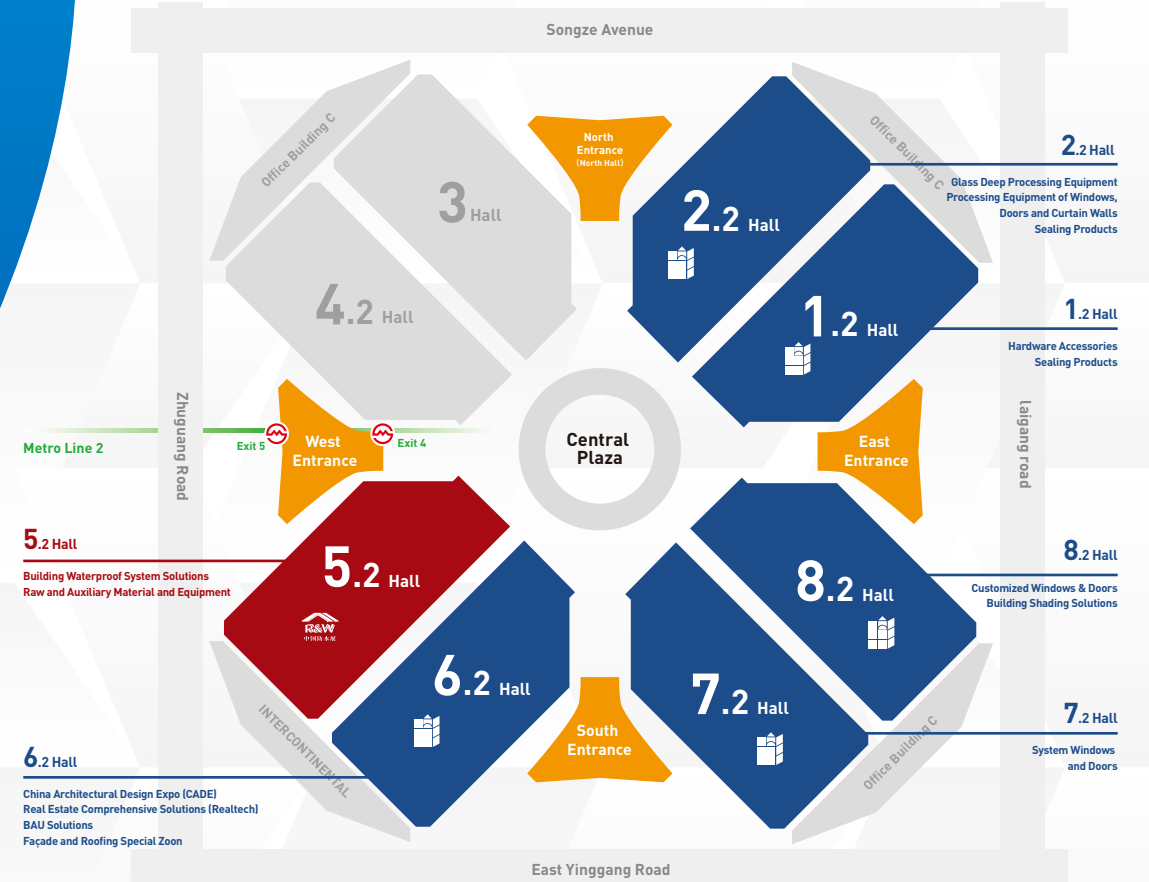 Songze Avenue
Office Building C
3 Hall
4.2 Hall
North
Entrance
(North Hall)
2.2 Hall
1.2 Hall
Office Building C
2.2 Hall
Glass Deep Processing Equipment
Processing Equipment of Windows,
Doors and Curtain Walls
Sealing Products
1.2 Hall
Hardware Accessories
Sealing Products
Zhuguang Road
Metro Line 2
Exit 5
West
Entrance
Exit 4
Central
Plaza
East
Entrance
Laigang road
5.2 Hall
Building Waterproof System Solutions
Raw and Auxiliary Material and Equipment
5.2 Hall
R&W
中国防水展
6.2 Hall
INTERCONTINENTAL
6.2 Hall
China Architectural Design Expo (CADE)
Real Estate Comprehensive Solutions (Realtech)
BAU Solutions
Façade and Roofing Special Zoon
South
Entrance
8.2 Hall
7.2 Hall
Office Building C
8.2 Hall
Customized Windows & Doors
Building Shading Solutions
7.2 Hall
System Windows
and Doors
East Yinggang Road